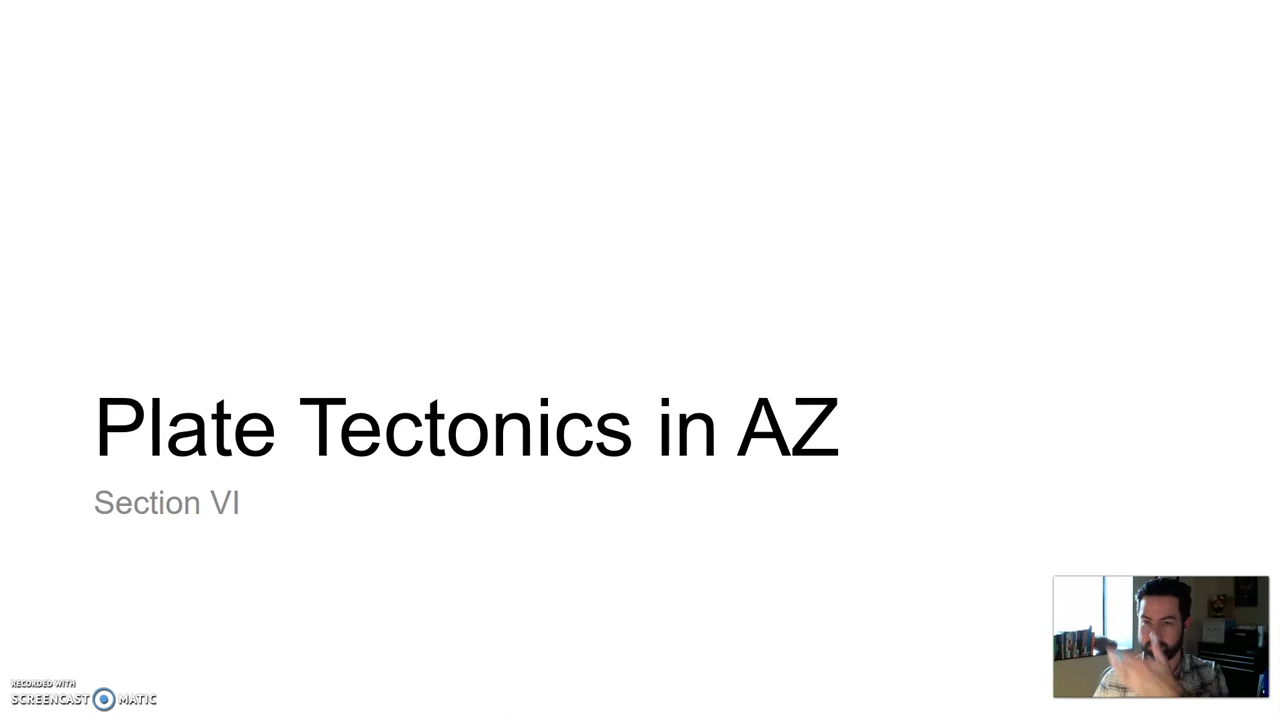 Plate Tectonics in AZ
Section VI
RECORDED WITH
SCREENCAST MATIC